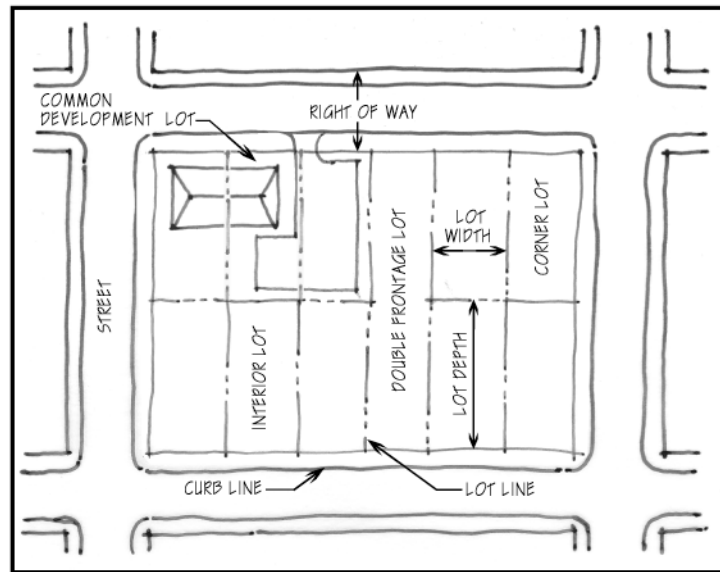 COMMON
DEVELOPMENT LOT
RIGHT OF WAY
STREET
INTERIOR LOT
DOUBLE FRONTAGE LOT
LOT
WIDTH
CORNER LOT
LOT DEPTH
CURB LINE
LOT LINE